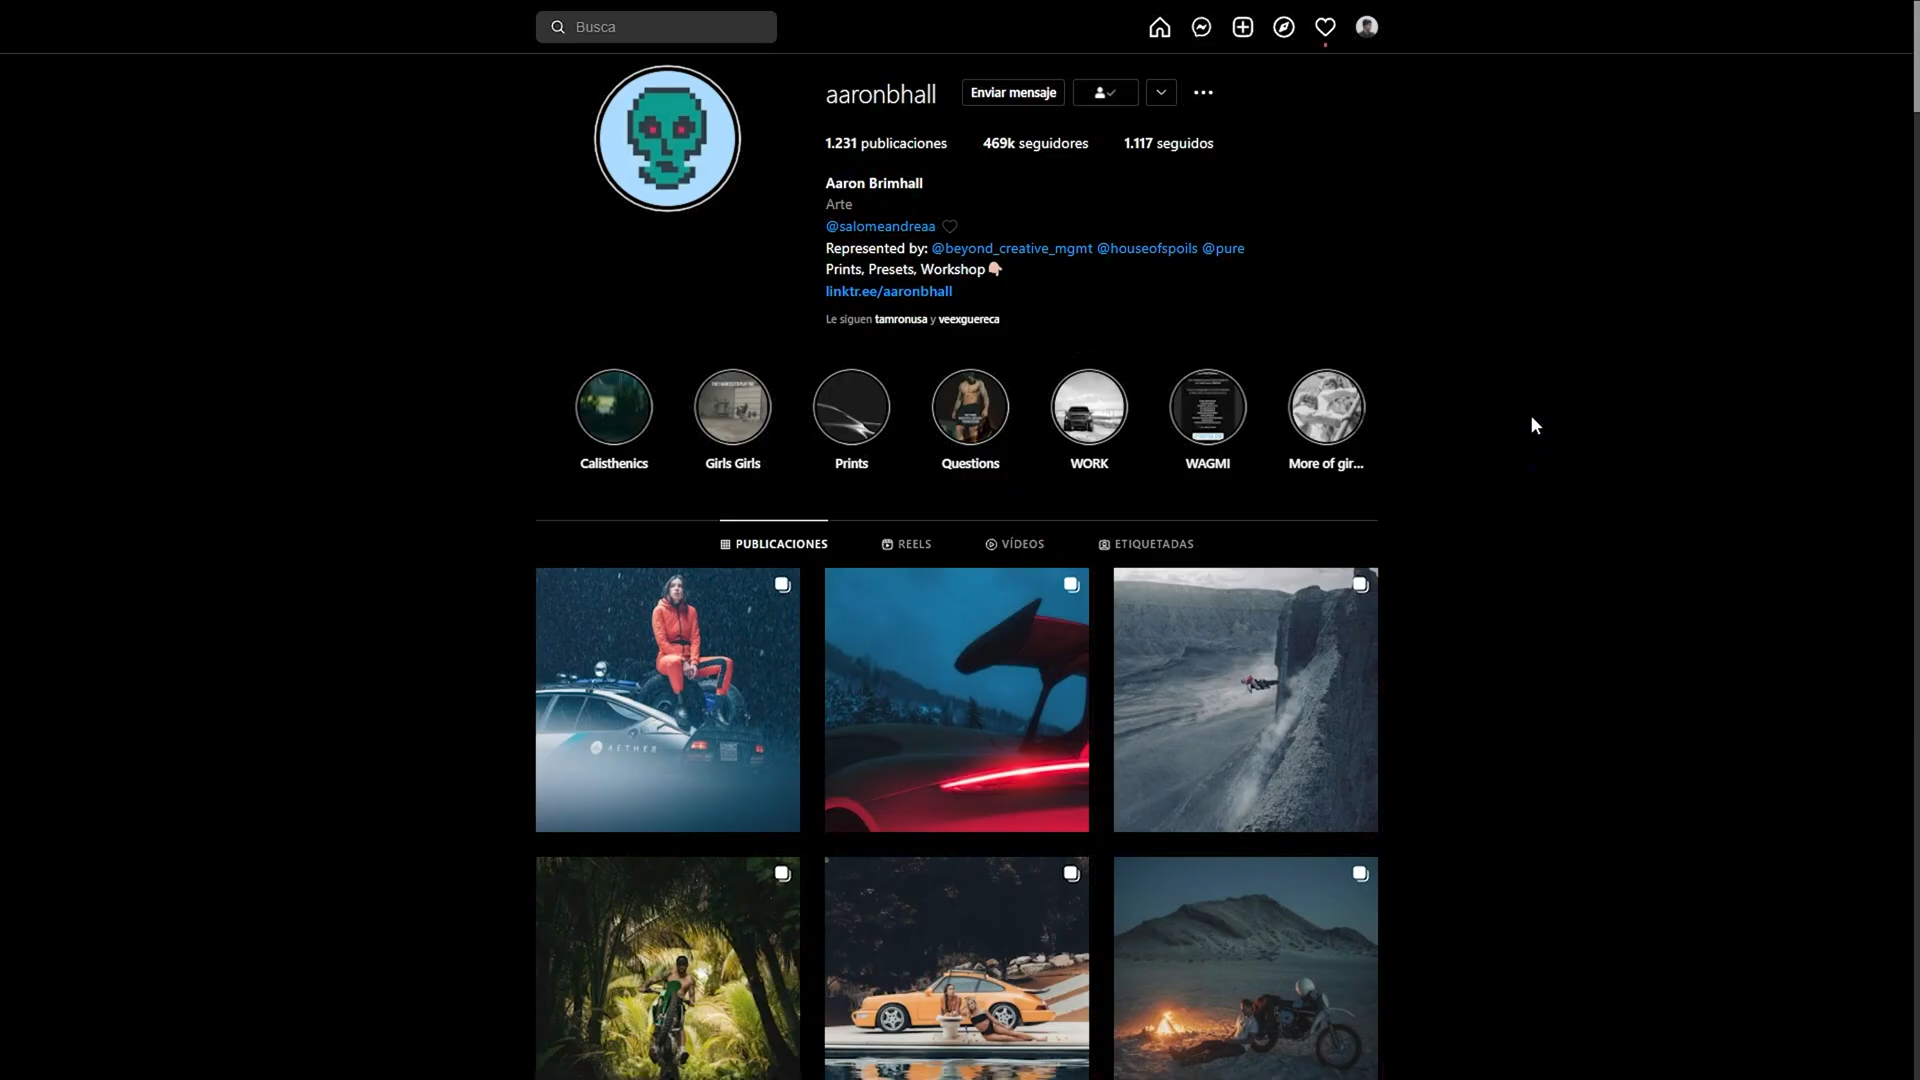 Busca
aaronbhall
Enviar mensaje
1.231 publicaciones 469k seguidores 1.117 seguidos
Aaron Brimhall
Arte
@salomeandreaa
Represented by: @beyond_creative_mgmt @houseofspoils @pure
Prints, Presets, Workshop
linktr.ee/aaronbhall
Le siguen tamronusa y veexguereca
Calisthenics
Girls Girls
Prints
Questions
WORK
WAGMI
More of gir...
PUBLICACIONES
REELS
VÍDEOS
ETIQUETADAS
AETHER